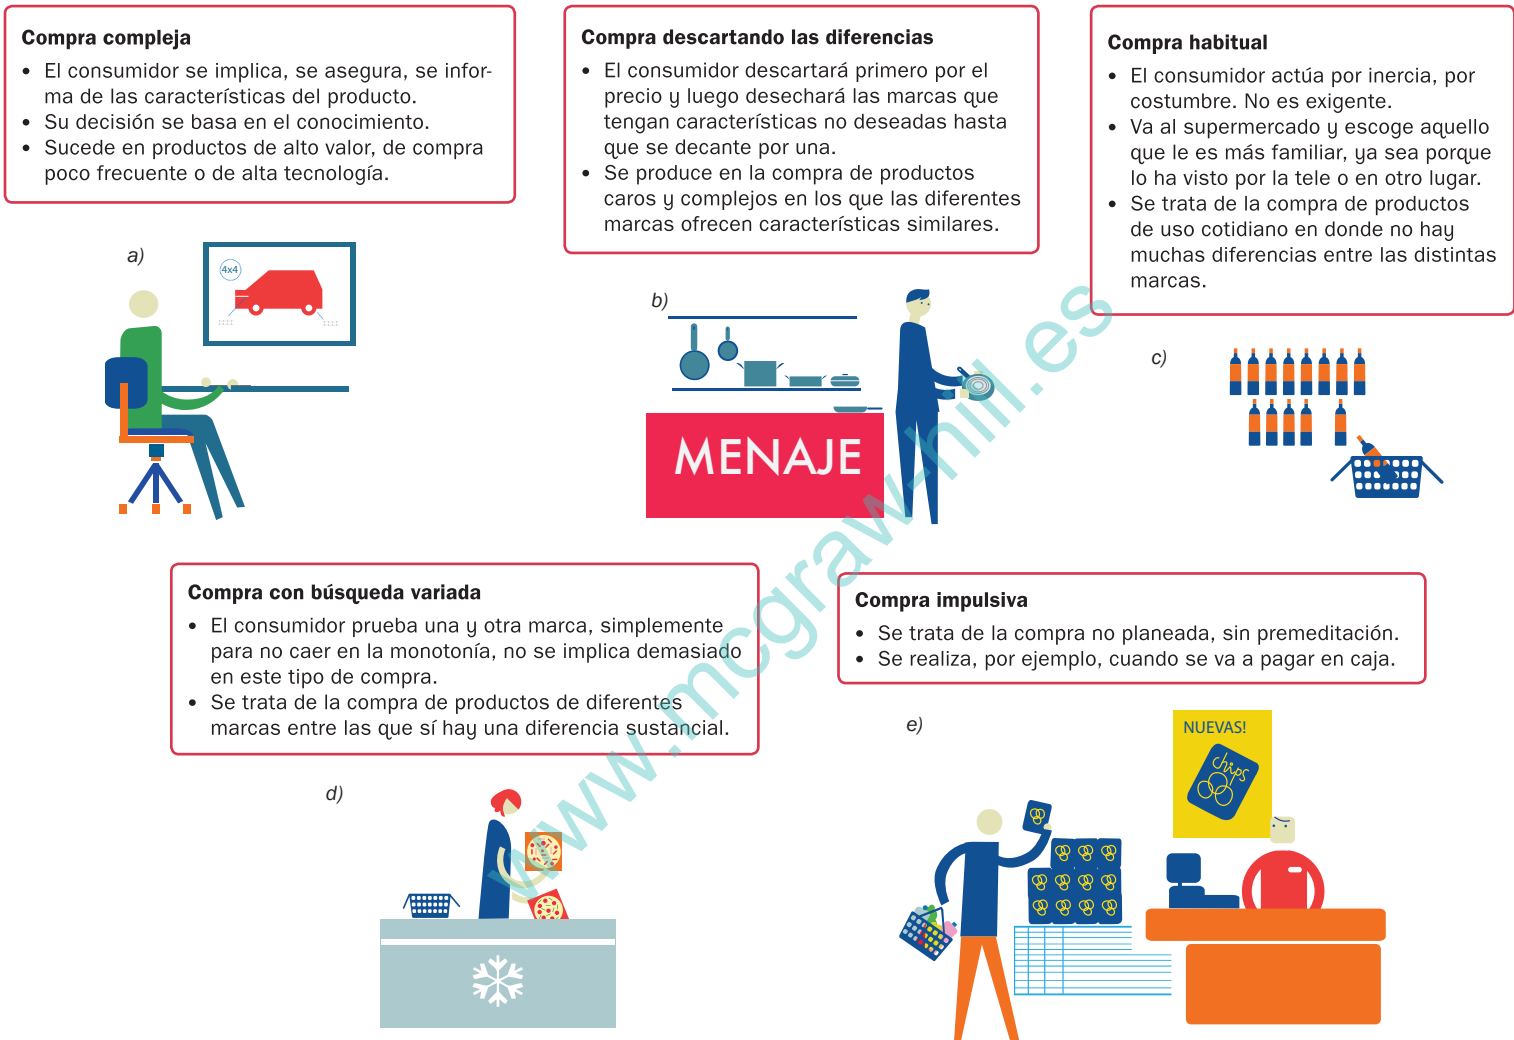 Compra compleja
• El consumidor se implica, se asegura, se infor-
ma de las características del producto.
• Su decisión se basa en el conocimiento.
• Sucede en productos de alto valor, de compra
poco frecuente o de alta tecnología.
a)
4x4
Compra descartando las diferencias
• El consumidor descartará primero por el
precio y luego desechará las marcas que
tengan características no deseadas hasta
que se decante por una.
• Se produce en la compra de productos
caros y complejos en los que las diferentes
marcas ofrecen características similares.
b)
MENAJE
Compra habitual
• El consumidor actúa por inercia, por
costumbre. No es exigente.
• Va al supermercado y escoge aquello
que le es más familiar, ya sea porque
lo ha visto por la tele o en otro lugar.
• Se trata de la compra de productos
de uso cotidiano en donde no hay
muchas diferencias entre las distintas
marcas.
c)
Compra con búsqueda variada
• El consumidor prueba una y otra marca, simplemente
para no caer en la monotonía, no se implica demasiado
en este tipo de compra.
• Se trata de la compra de productos de diferentes
marcas entre las que sí hay una diferencia sustancial.
d)
Compra impulsiva
• Se trata de la compra no planeada, sin premeditación.
• Se realiza, por ejemplo, cuando se va a pagar en caja.
e)
NUEVAS!
chips
www.mcgraw-hill.es